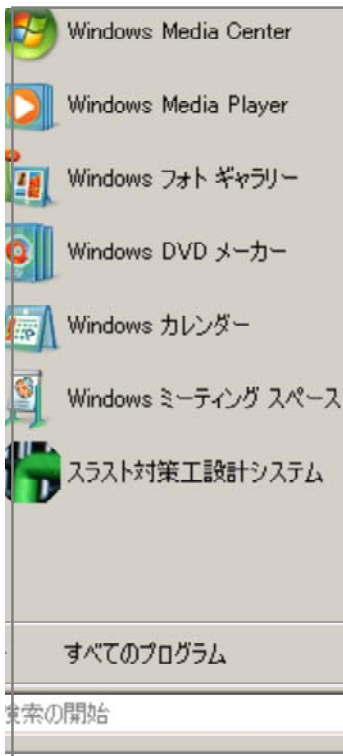 Windows Media Center
Windows Media Player
Windows フォト ギャラリー
Windows DVD メーカー
Windows カレンダー
Windows ミーティング スペース
スラスト対策工設計システム
すべてのプログラム
検索の開始